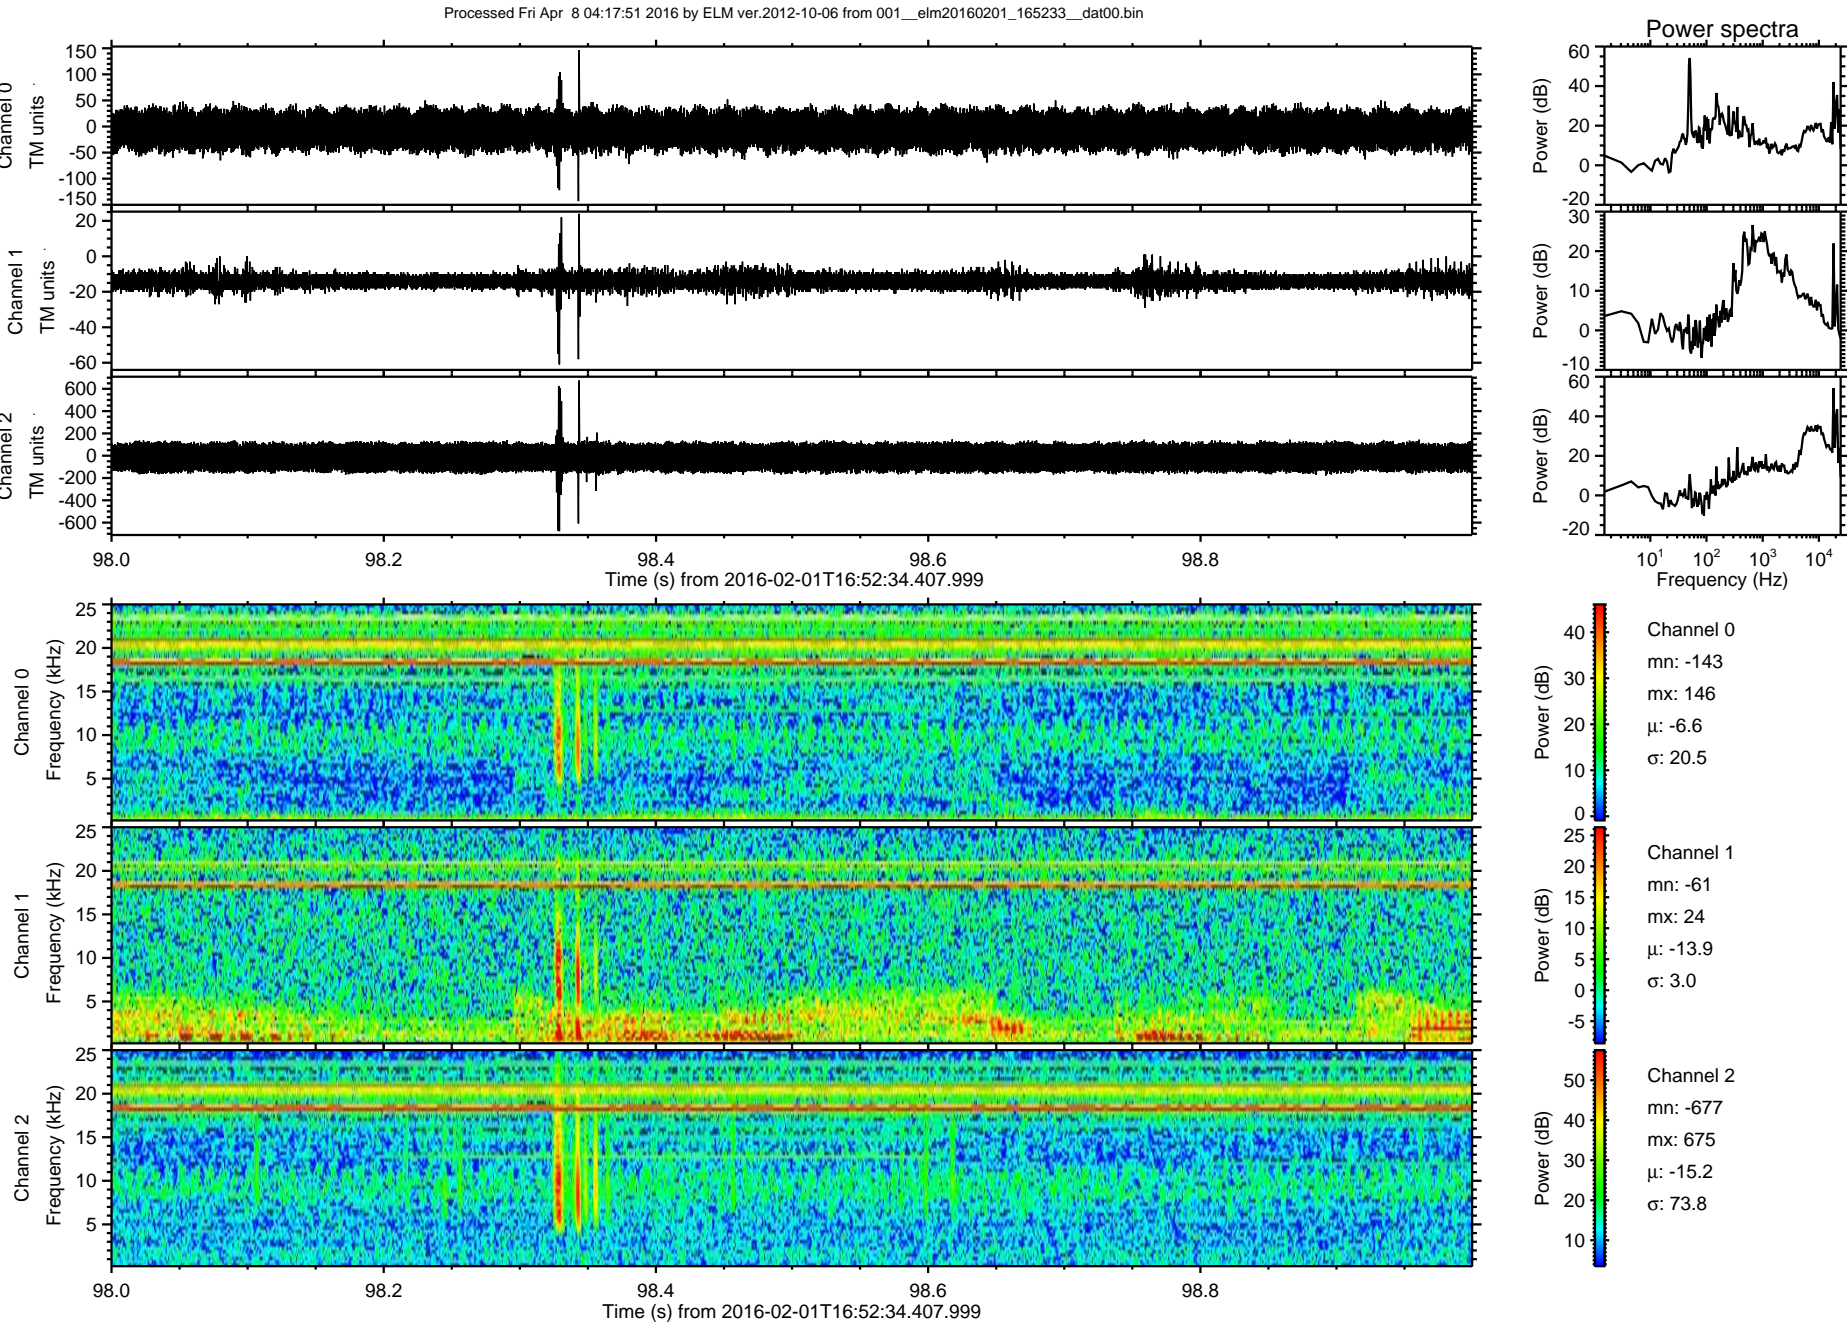 Processed Fri Apr  8 04:17:51 2016 by ELM ver.2012-10-06 from 001__elm20160201_165233__dat00.bin
Power spectra
Channel 0
TM units
150
100
50
0
-50
-100
-150
Power (dB)
60
40
20
0
-20
Channel 1
TM units
20
0
-20
-40
-60
Power (dB)
30
20
10
0
-10
Channel 2
TM units
600
400
200
0
-200
-400
-600
Power (dB)
60
40
20
0
-20
98.0 98.2 98.4 98.6 98.8
Time (s) from 2016-02-01T16:52:34.407.999
10¹ 10² 10³ 10⁴
Frequency (Hz)
Channel 0
Frequency (kHz)
25
20
15
10
5
Power (dB)
40
30
20
10
0
Channel 0
mn: -143
mx: 146
μ: -6.6
σ: 20.5
Channel 1
Frequency (kHz)
25
20
15
10
5
Power (dB)
25
20
15
10
5
0
-5
Channel 1
mn: -61
mx: 24
μ: -13.9
σ: 3.0
Channel 2
Frequency (kHz)
25
20
15
10
5
Power (dB)
50
40
30
20
10
Channel 2
mn: -677
mx: 675
μ: -15.2
σ: 73.8
98.0 98.2 98.4 98.6 98.8
Time (s) from 2016-02-01T16:52:34.407.999